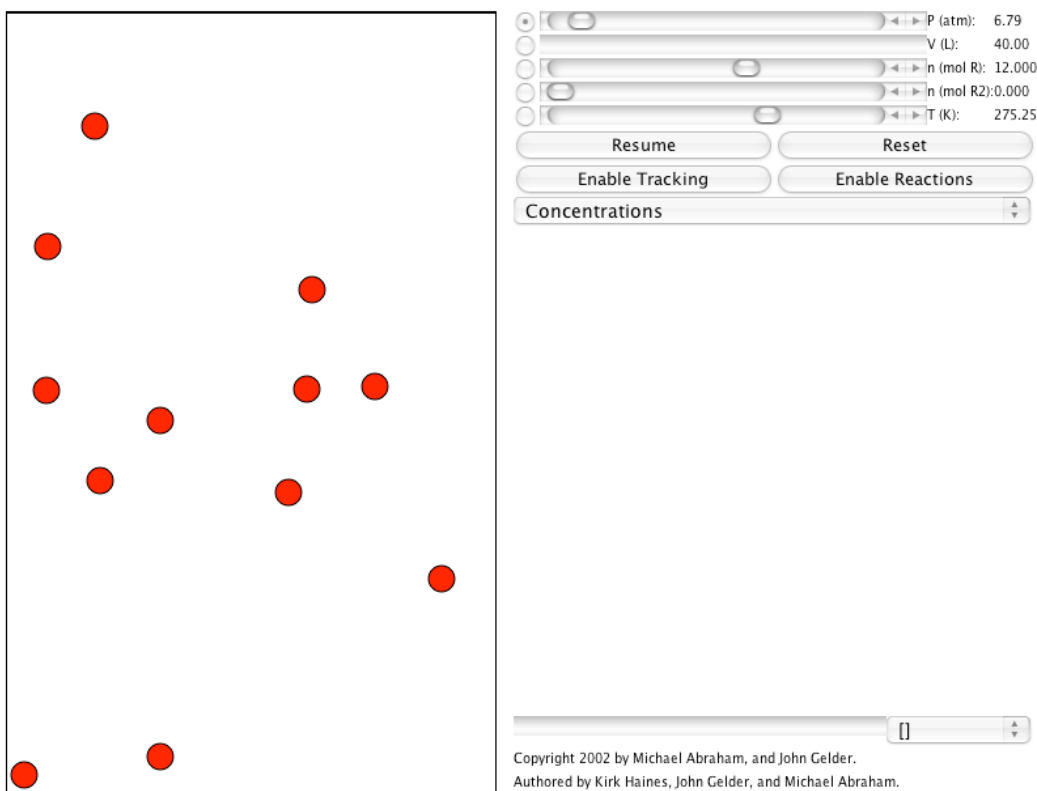 P (atm): 6.79
V (L): 40.00
n (mol R): 12.000
n (mol R2):0.000
T (K): 275.25
Resume Reset
Enable Tracking Enable Reactions
Concentrations
[]
Copyright 2002 by Michael Abraham, and John Gelder.
Authored by Kirk Haines, John Gelder, and Michael Abraham.